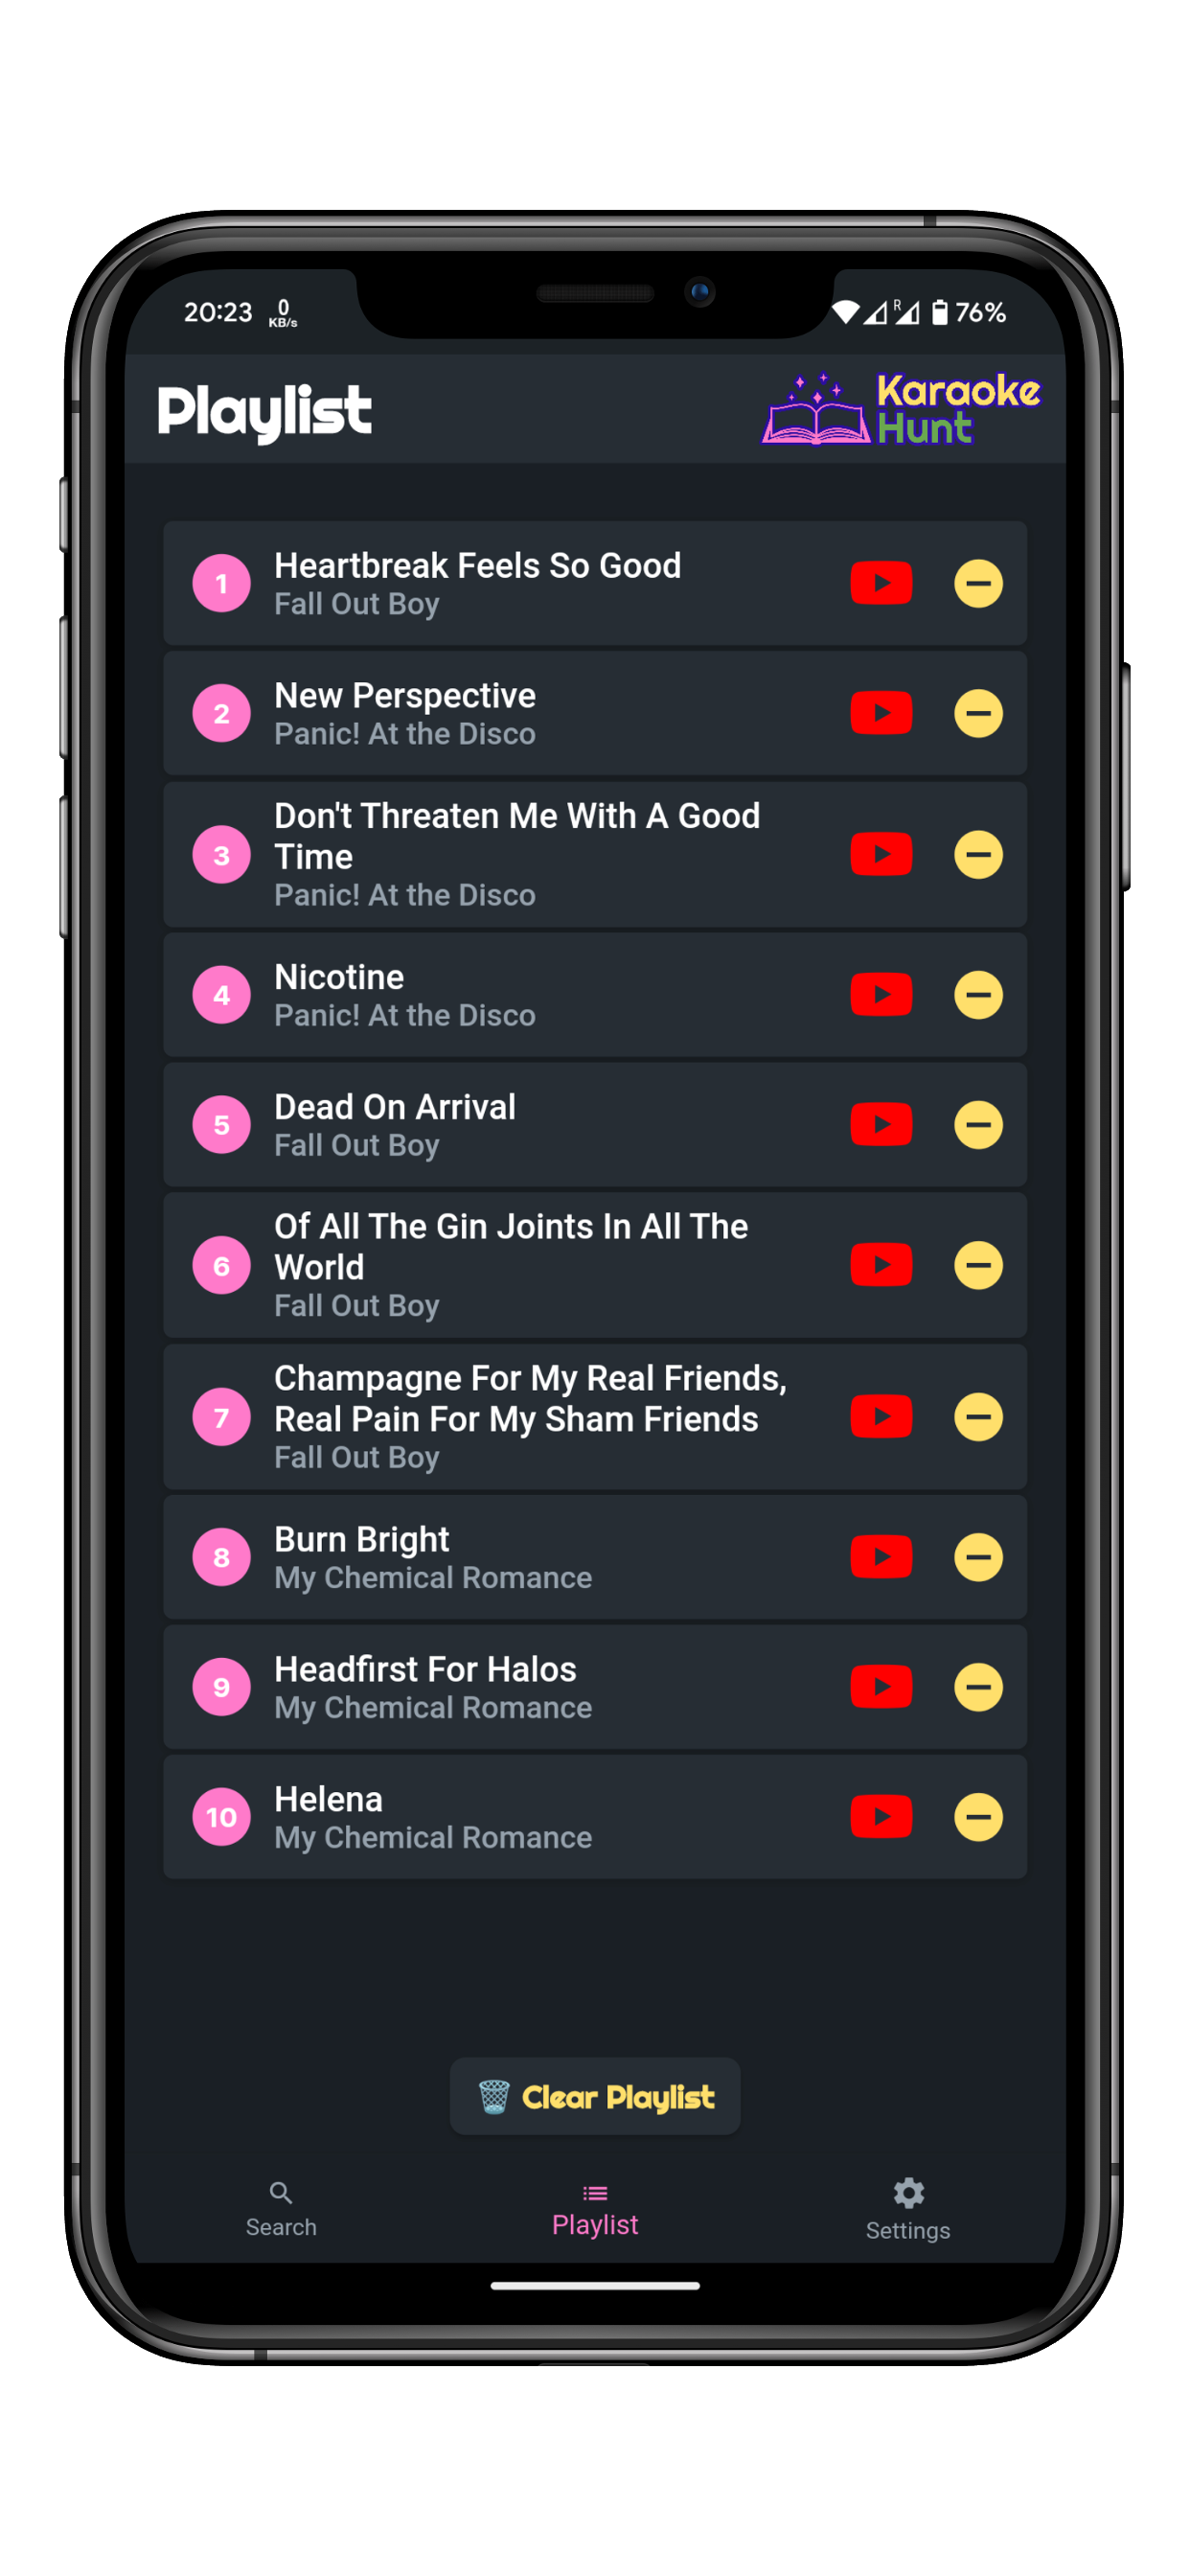 20:23
0
KB/s
R
76%
Playlist
Karaoke
Hunt
1
Heartbreak Feels So Good
Fall Out Boy
2
New Perspective
Panic! At the Disco
3
Don't Threaten Me With A Good
Time
Panic! At the Disco
4
Nicotine
Panic! At the Disco
5
Dead On Arrival
Fall Out Boy
6
Of All The Gin Joints In All The
World
Fall Out Boy
7
Champagne For My Real Friends,
Real Pain For My Sham Friends
Fall Out Boy
8
Burn Bright
My Chemical Romance
9
Headfirst For Halos
My Chemical Romance
10
Helena
My Chemical Romance
Clear Playlist
Search
Playlist
Settings